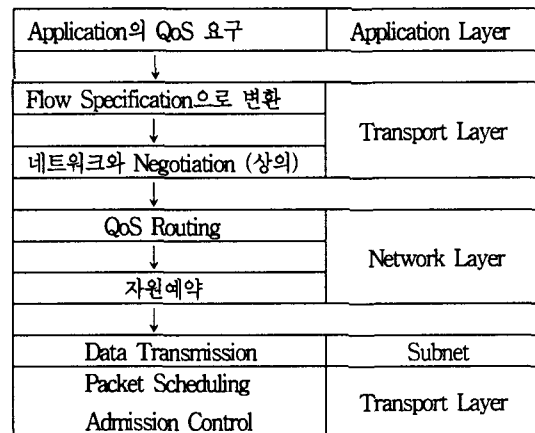 Application의 QoS 요구
Application Layer
↓
Flow Specification으로 변환
↓
네트워크와 Negotiation (상의)
Transport Layer
↓
QoS Routing
↓
자원예약
Network Layer
↓
Data Transmission
Subnet
Packet Scheduling
Admission Control
Transport Layer